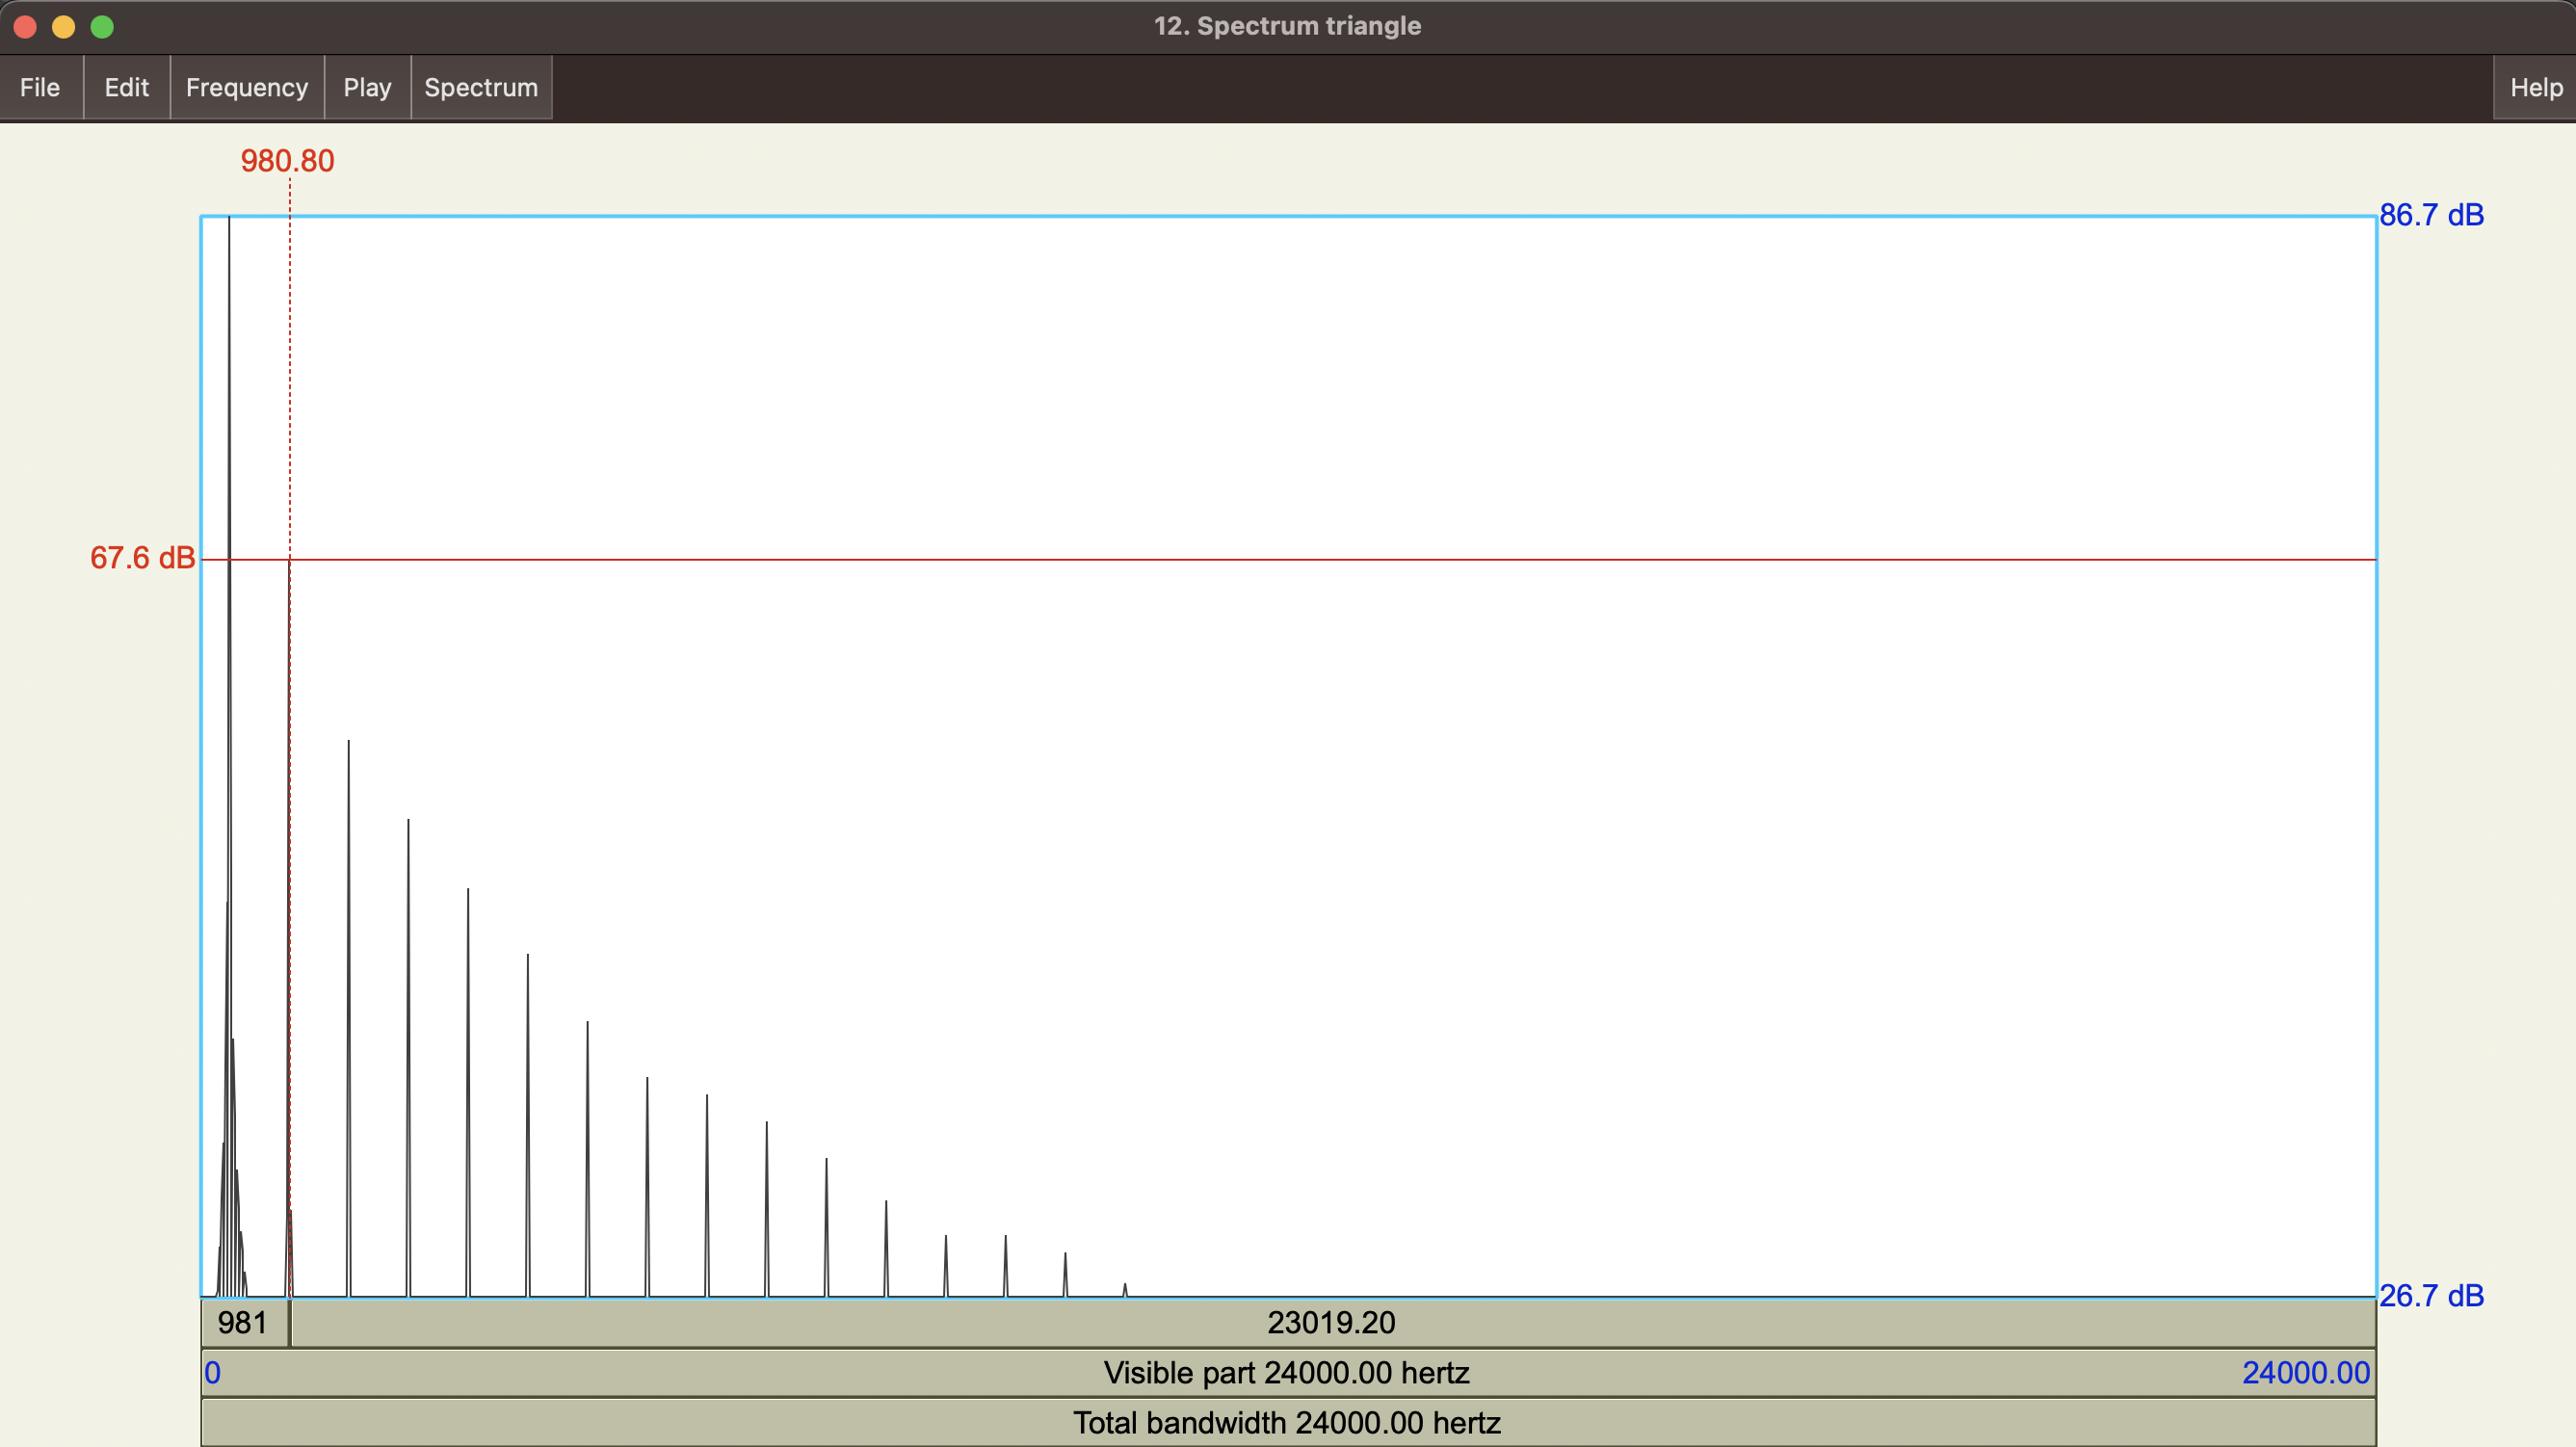 12. Spectrum triangle
File Edit Frequency Play Spectrum Help
980.80
86.7 dB
67.6 dB
26.7 dB
981 23019.20
0 Visible part 24000.00 hertz 24000.00
Total bandwidth 24000.00 hertz